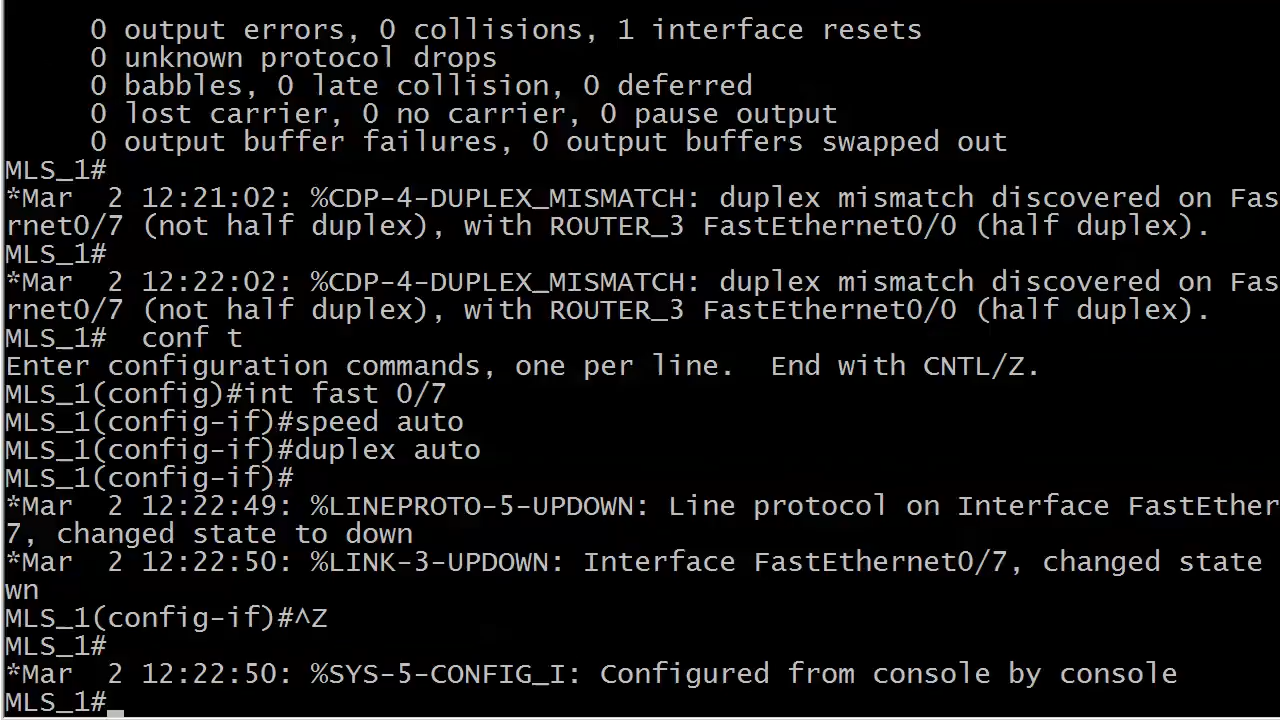 0 output errors, 0 collisions, 1 interface resets
0 unknown protocol drops
0 babbles, 0 late collision, 0 deferred
0 lost carrier, 0 no carrier, 0 pause output
0 output buffer failures, 0 output buffers swapped out
MLS_1#
*Mar  2 12:21:02: %CDP-4-DUPLEX_MISMATCH: duplex mismatch discovered on Fas
rnet0/7 (not half duplex), with ROUTER_3 FastEthernet0/0 (half duplex).
MLS_1#
*Mar  2 12:22:02: %CDP-4-DUPLEX_MISMATCH: duplex mismatch discovered on Fas
rnet0/7 (not half duplex), with ROUTER_3 FastEthernet0/0 (half duplex).
MLS_1#  conf t
Enter configuration commands, one per line.  End with CNTL/Z.
MLS_1(config)#int fast 0/7
MLS_1(config-if)#speed auto
MLS_1(config-if)#duplex auto
MLS_1(config-if)#
*Mar  2 12:22:49: %LINEPROTO-5-UPDOWN: Line protocol on Interface FastEther
7, changed state to down
*Mar  2 12:22:50: %LINK-3-UPDOWN: Interface FastEthernet0/7, changed state
wn
MLS_1(config-if)#^Z
MLS_1#
*Mar  2 12:22:50: %SYS-5-CONFIG_I: Configured from console by console
MLS_1#